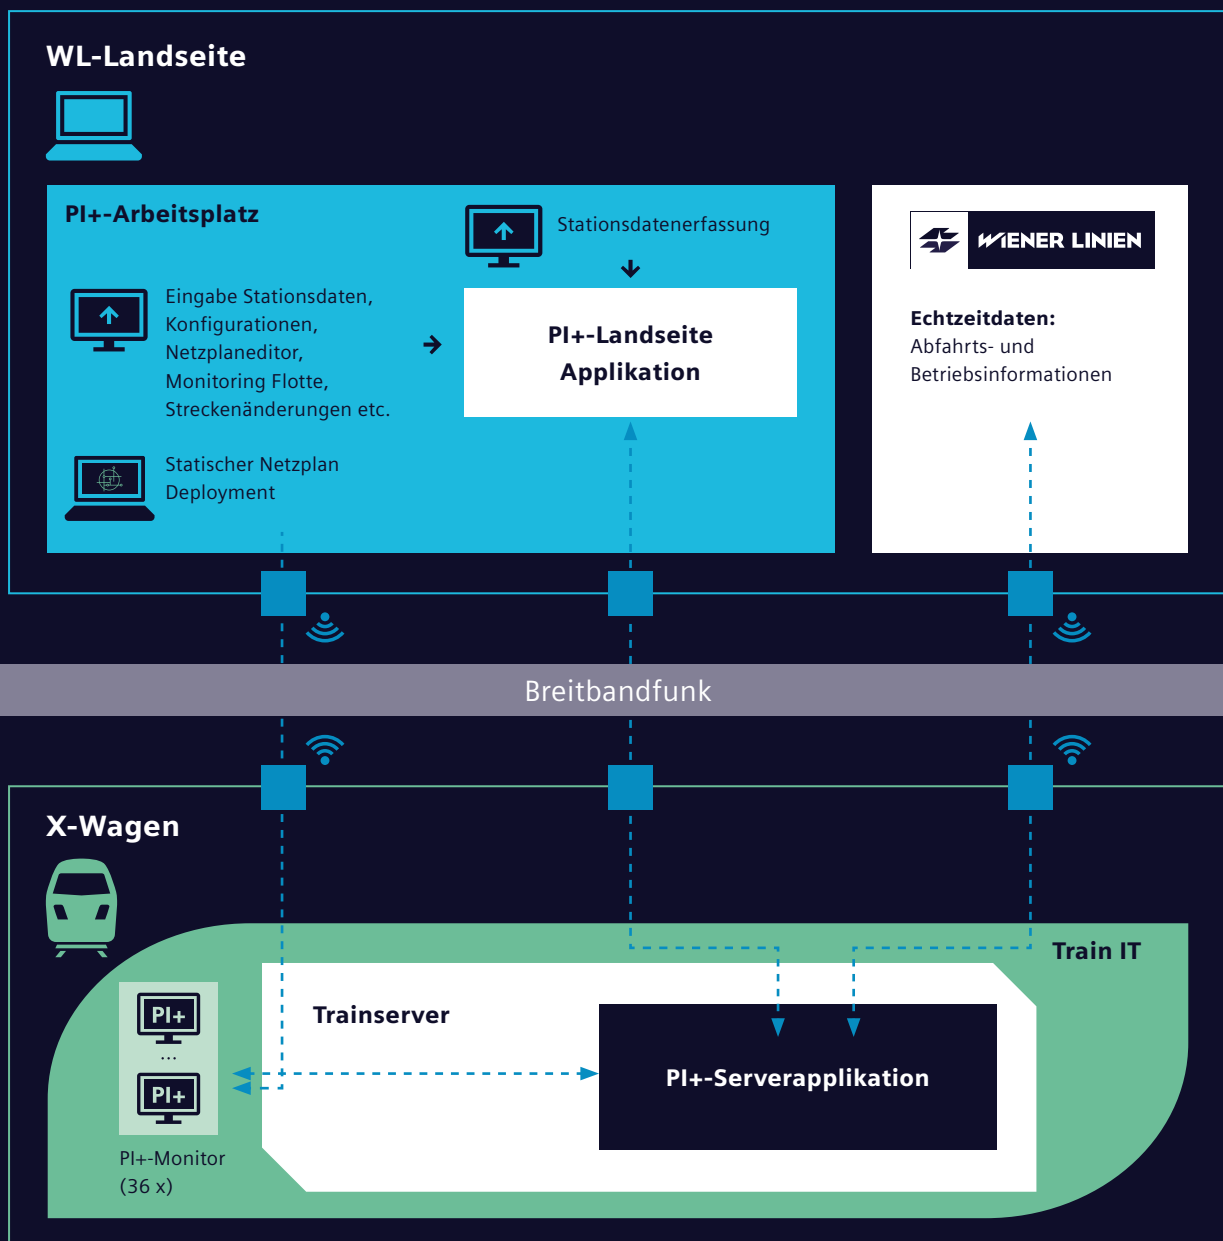 WL-Landseite
PI+-Arbeitsplatz
Stationsdatenerfassung
Eingabe Stationsdaten,
Konfigurationen,
Netzplaneditor,
Monitoring Flotte,
Streckenänderungen etc.
PI+-Landseite
Applikation
Statischer Netzplan
Deployment
WIENER LINIEN
Echtzeitdaten:
Abfahrts- und
Betriebsinformationen
Breitbandfunk
X-Wagen
Train IT
PI+
...
PI+
PI+-Monitor
(36 x)
Trainserver
PI+-Serverapplikation